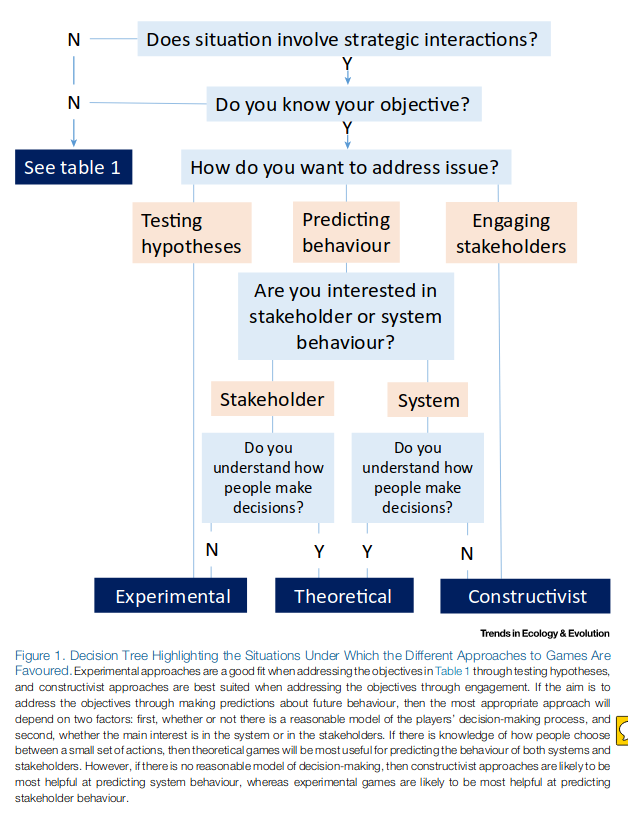 N
Does situation involve strategic interactions?
Y
N
Do you know your objective?
Y
See table 1
How do you want to address issue?
Testing
hypotheses
Predicting
behaviour
Engaging
stakeholders
Are you interested in
stakeholder or system
behaviour?
Stakeholder
System
Do you
understand how
people make
decisions?
Do you
understand how
people make
decisions?
N
Y
Y
N
Experimental
Theoretical
Constructivist
Trends in Ecology & Evolution
Figure 1. Decision Tree Highlighting the Situations Under Which the Different Approaches to Games Are
Favoured. Experimental approaches are a good fit when addressing the objectives in Table 1 through testing hypotheses,
and constructivist approaches are best suited when addressing the objectives through engagement. If the aim is to
address the objectives through making predictions about future behaviour, then the most appropriate approach will
depend on two factors: first, whether or not there is a reasonable model of the players' decision-making process, and
second, whether the main interest is in the system or in the stakeholders. If there is knowledge of how people choose
between a small set of actions, then theoretical games will be most useful for predicting the behaviour of both systems and
stakeholders. However, if there is no reasonable model of decision-making, then constructivist approaches are likely to be
most helpful at predicting system behaviour, whereas experimental games are likely to be most helpful at predicting
stakeholder behaviour.